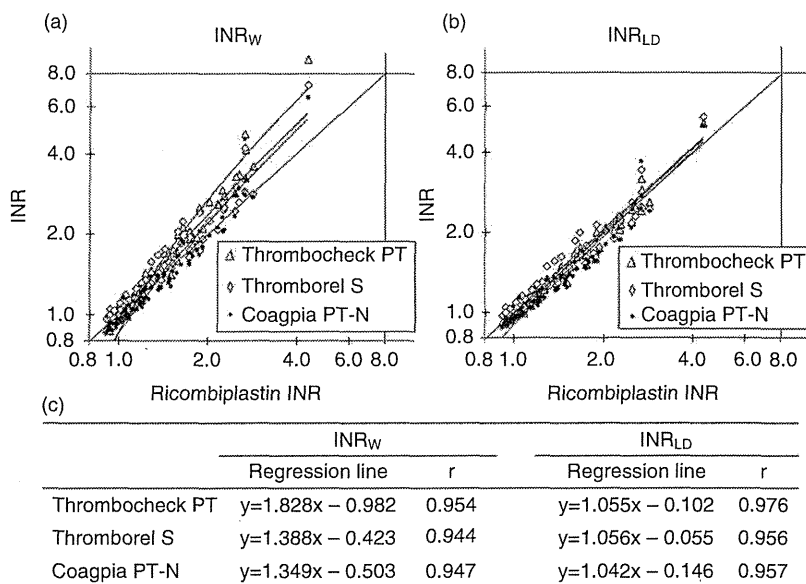 (a)
INR_W
8.0
6.0
4.0
2.0
1.0
0.8
INR
△ Thrombocheck PT
◇ Thromborel S
• Coagpia PT-N
0.8 1.0 2.0 4.0 8.0
Ricombiplastin INR
(b)
INR_LD
8.0
6.0
4.0
2.0
1.0
0.8
INR
△ Thrombocheck PT
◇ Thromborel S
• Coagpia PT-N
0.8 1.0 2.0 4.0 8.0
Ricombiplastin INR
(c)
INR_W INR_LD
Regression line r Regression line r
Thrombocheck PT y=1.828x − 0.982 0.954 y=1.055x − 0.102 0.976
Thromborel S y=1.388x − 0.423 0.944 y=1.056x − 0.055 0.956
Coagpia PT-N y=1.349x − 0.503 0.947 y=1.042x − 0.146 0.957